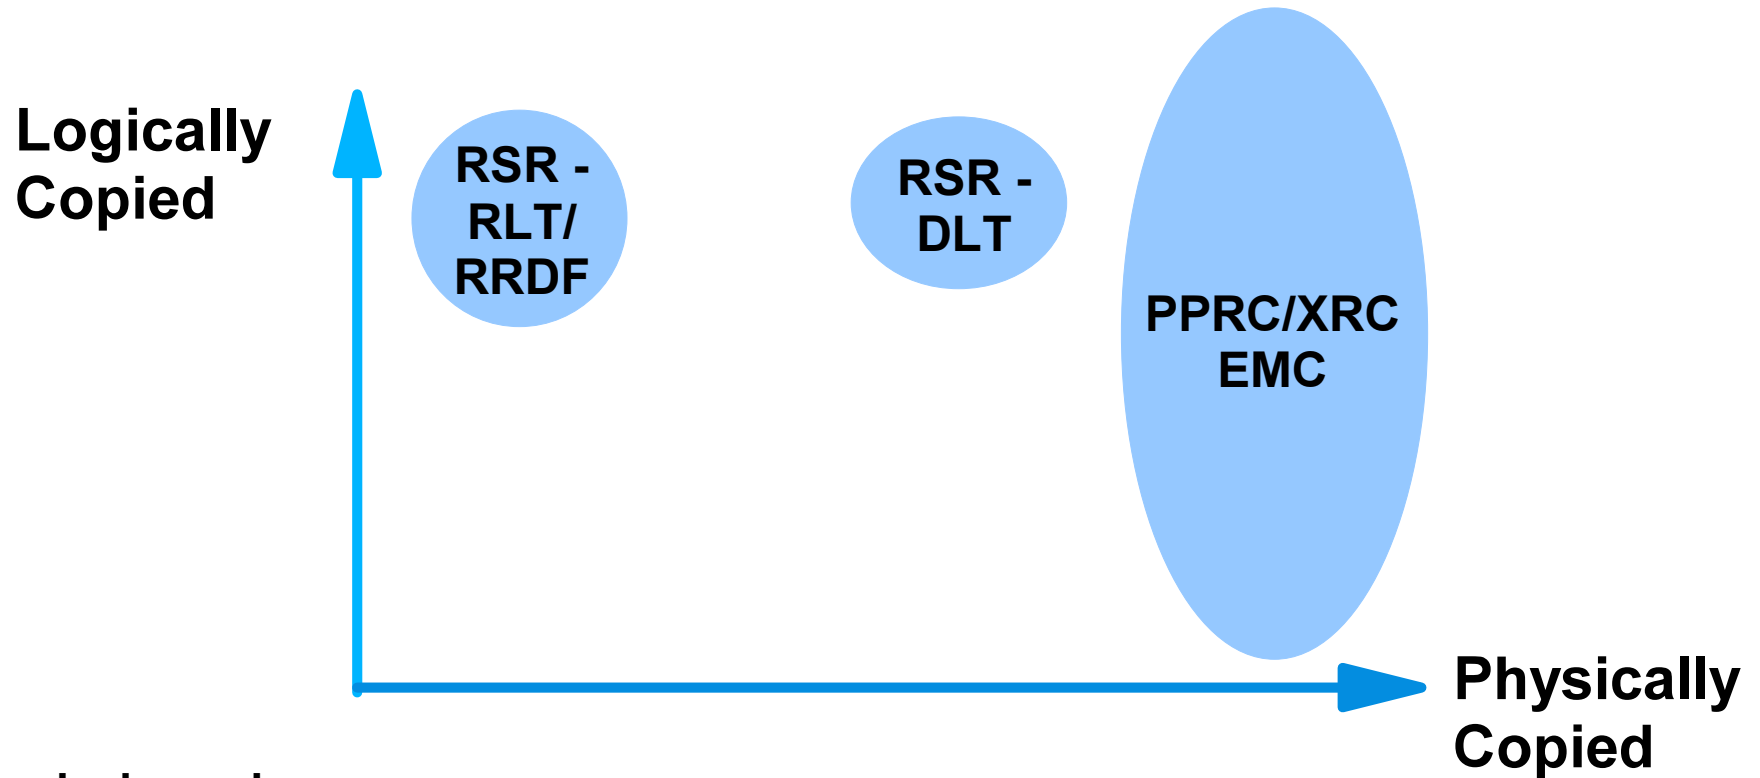 Logically
Copied
RSR -
RLT/
RRDF
RSR -
DLT
PPRC/XRC
EMC
Physically
Copied